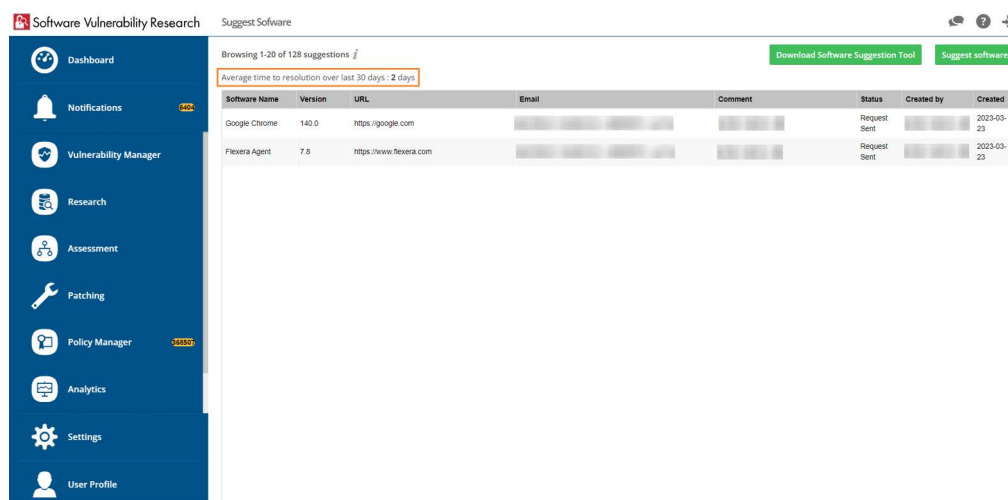 Software Vulnerability Research
Suggest Sofware
Dashboard
Notifications 6404
Vulnerability Manager
Research
Assessment
Patching
Policy Manager 368507
Analytics
Settings
User Profile
Browsing 1-20 of 128 suggestions i
Download Software Suggestion Tool
Suggest software
Average time to resolution over last 30 days : 2 days
Software Name Version URL Email Comment Status Created by Created
Google Chrome 140.0 https://google.com Request Sent 2023-03-23
Flexera Agent 7.8 https://www.flexera.com Request Sent 2023-03-23